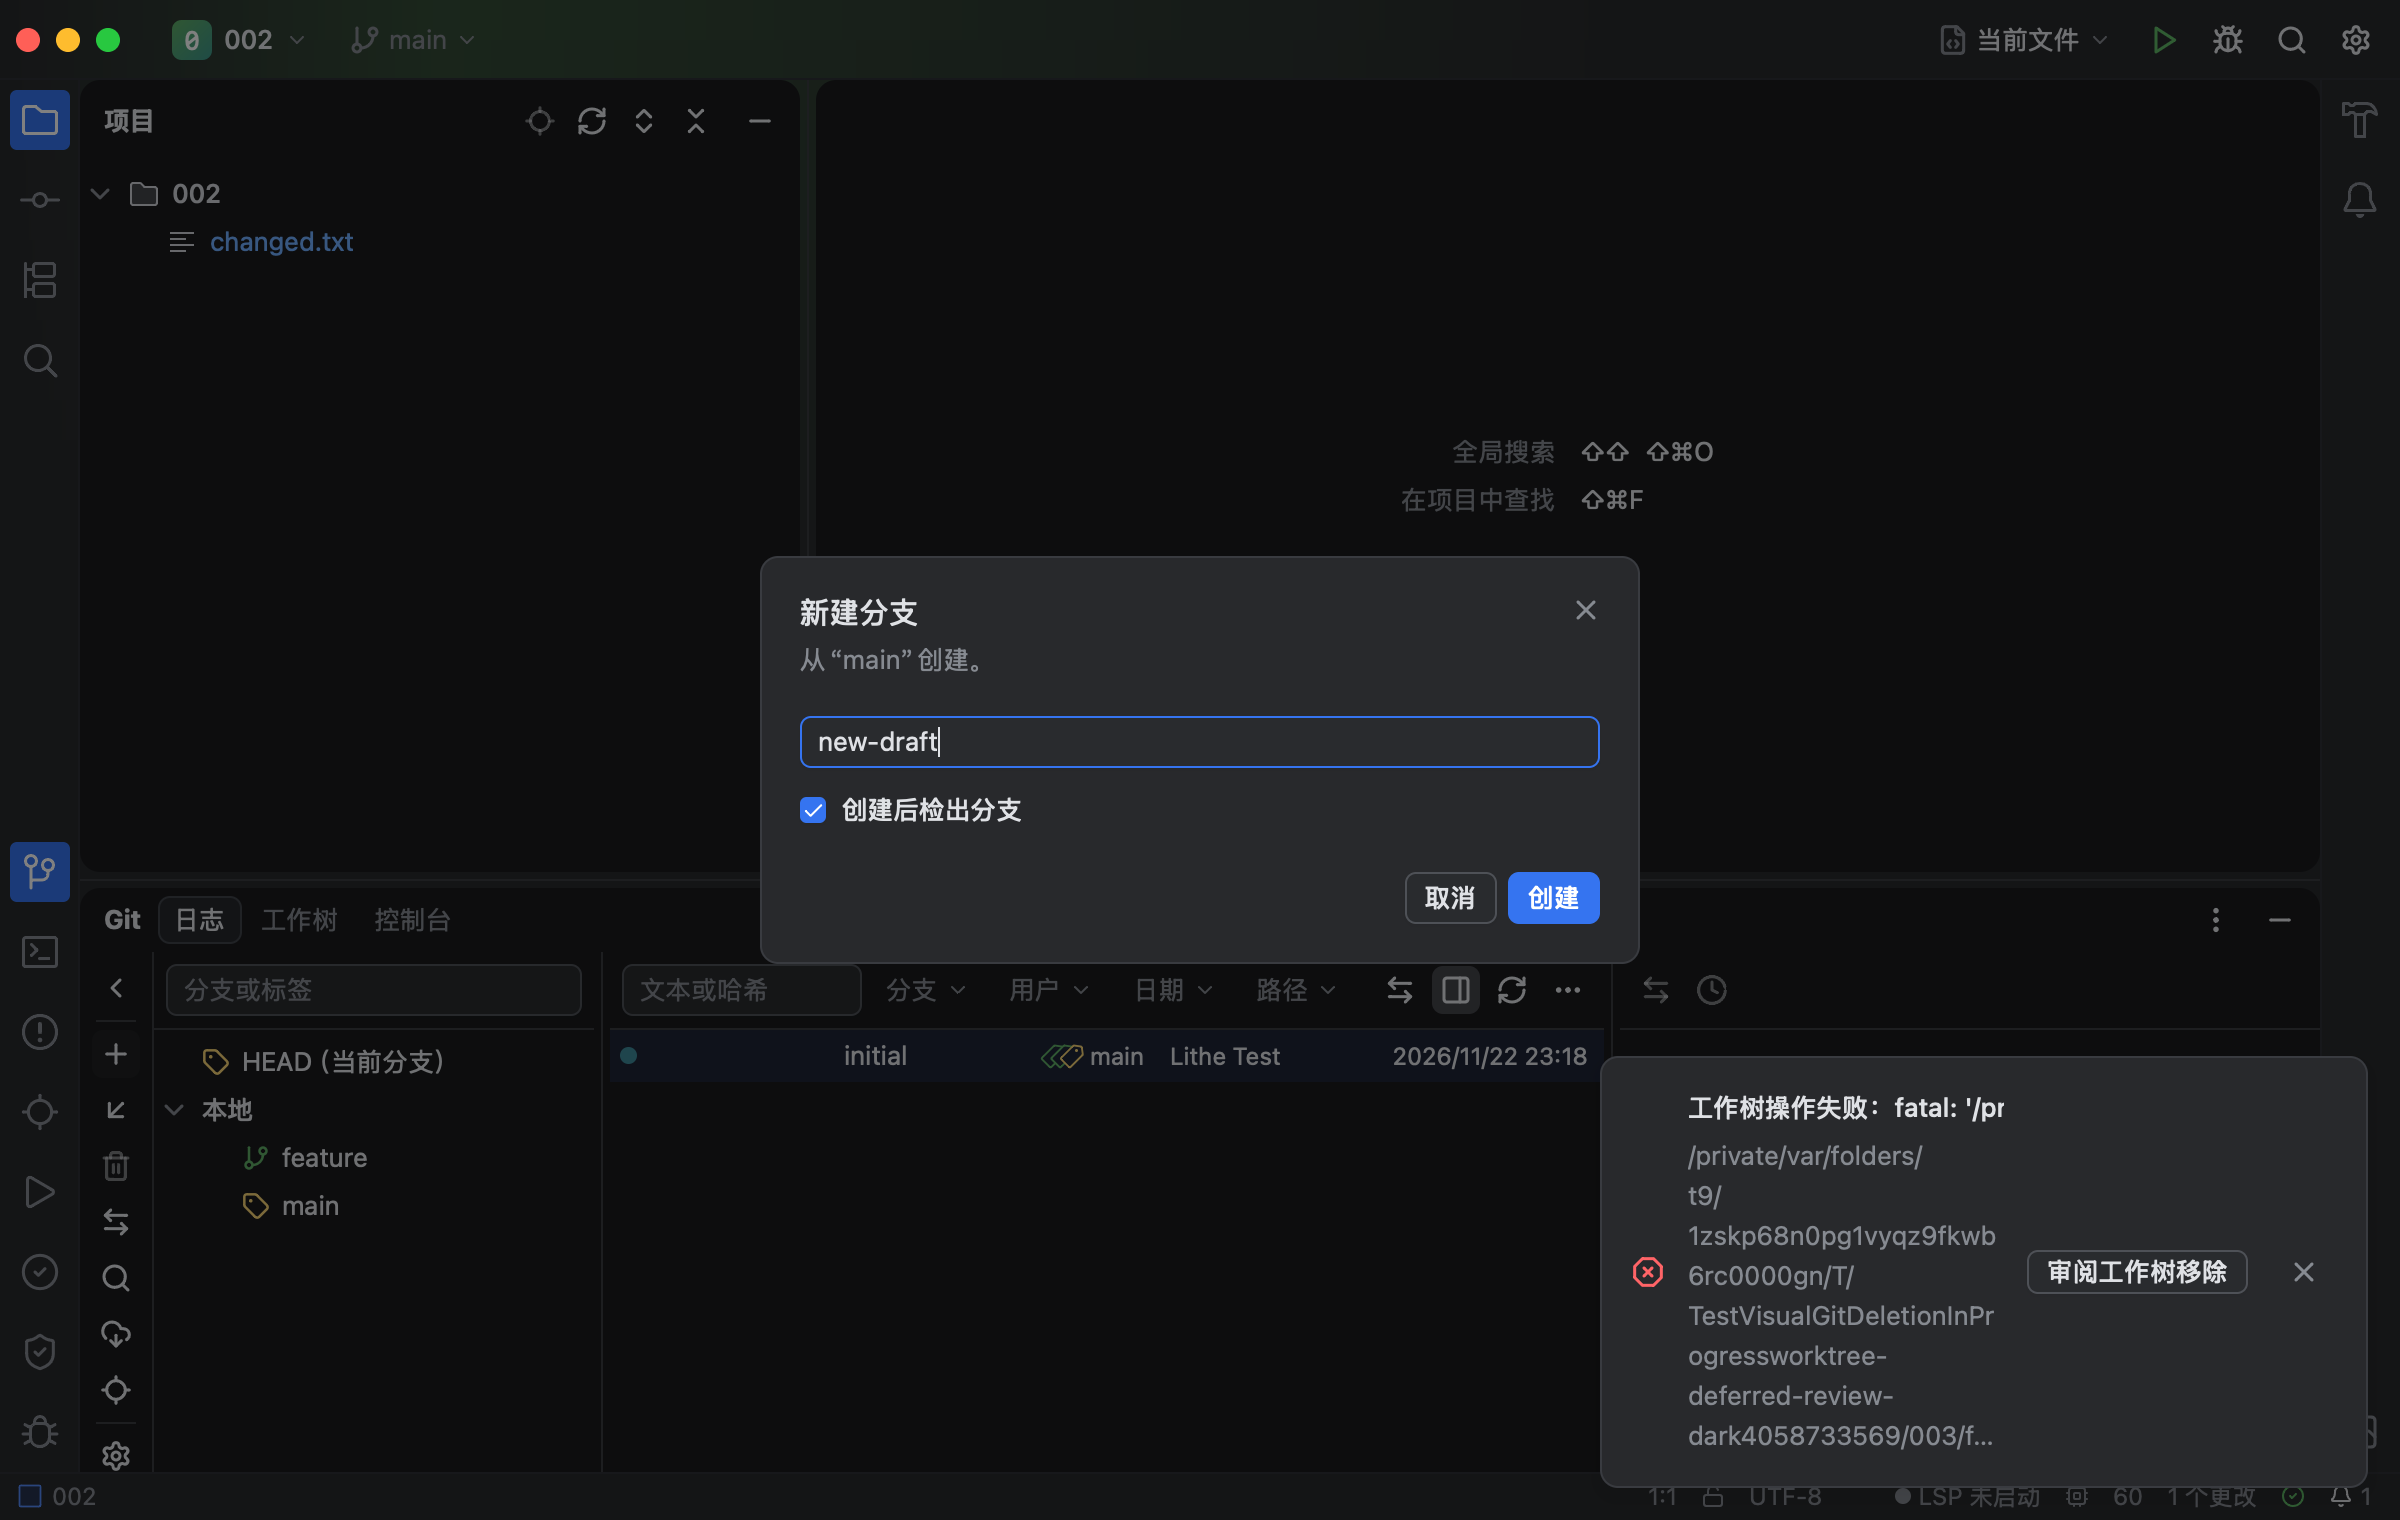 0 002 main 当前文件
项目
002
changed.txt
全局搜索 ⇧⇧ ⇧⌘O
在项目中查找 ⇧⌘F
新建分支
从 “main” 创建。
new-draft
创建后检出分支
取消 创建
Git 日志 工作树 控制台
分支或标签
文本或哈希 分支 用户 日期 路径
HEAD (当前分支)
本地
feature
main
initial main Lithe Test 2026/11/22 23:18
工作树操作失败：fatal: '/pr
/private/var/folders/
t9/
1zskp68n0pg1vyqz9fkwb
6rc0000gn/T/
TestVisualGitDeletionInPr
ogressworktree-
deferred-review-
dark4058733569/003/f...
审阅工作树移除
002 1:1 UTF-8 LSP 未启动 60 1 个更改 1